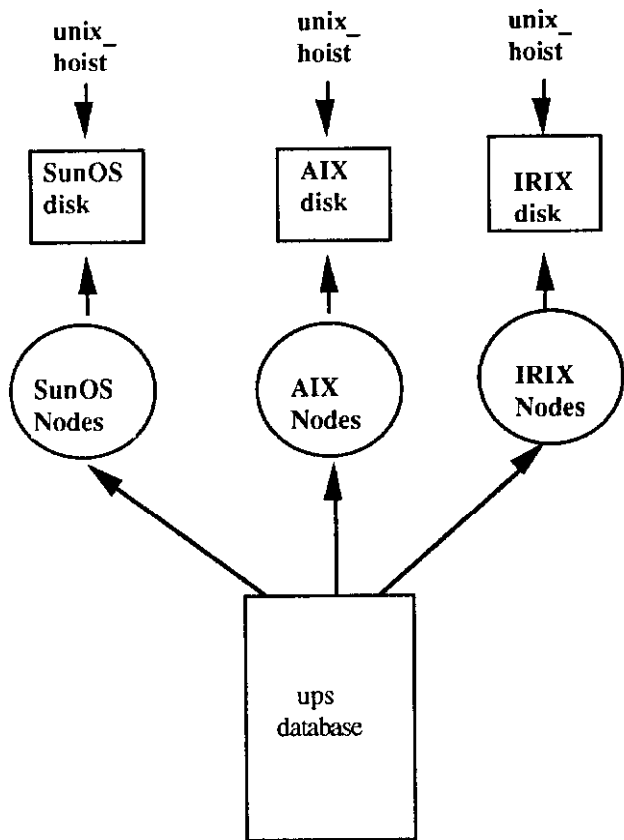 unix_
hoist
unix_
hoist
unix_
hoist
SunOS
disk
AIX
disk
IRIX
disk
SunOS
Nodes
AIX
Nodes
IRIX
Nodes
ups
database